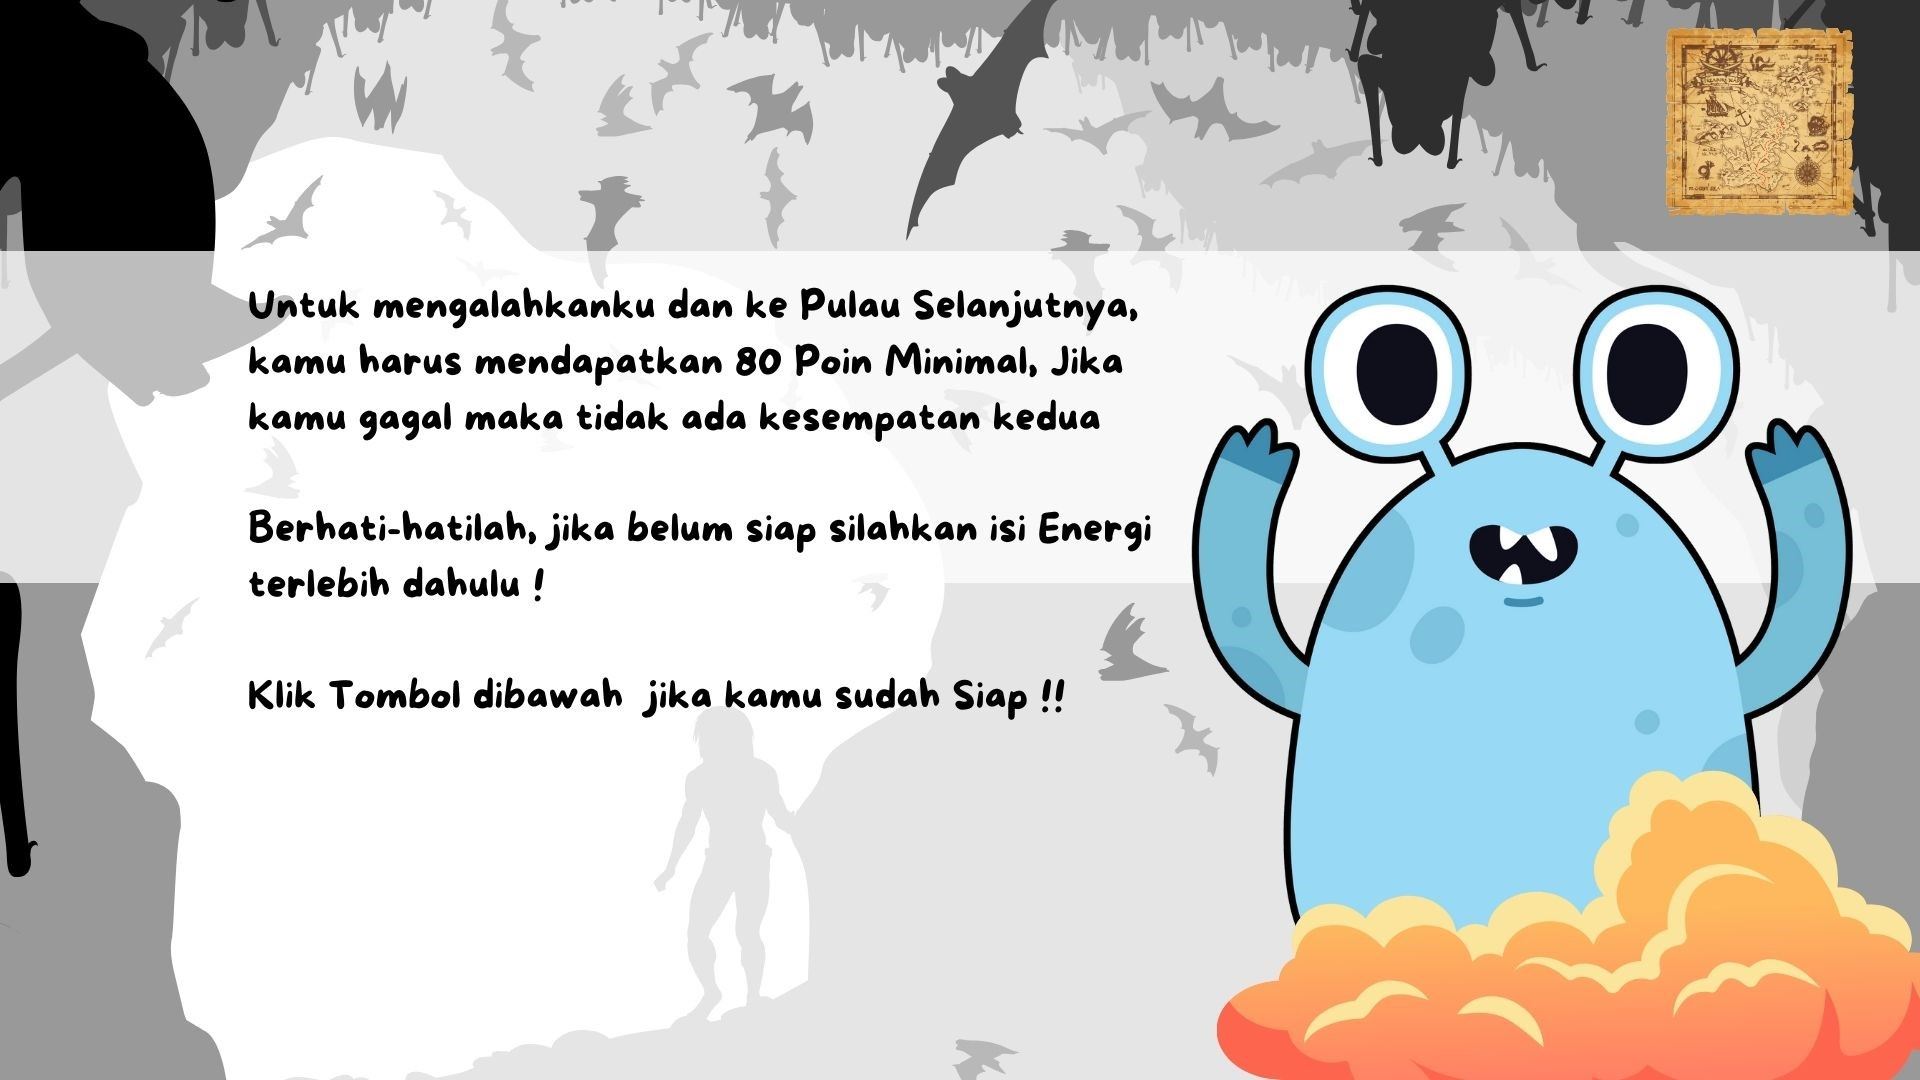 Untuk mengalahkanku dan ke Pulau Selanjutnya,
kamu harus mendapatkan 80 Poin Minimal, Jika
kamu gagal maka tidak ada kesempatan kedua
Berhati-hatilah, jika belum siap silahkan isi Energi
terlebih dahulu !
Klik Tombol dibawah  jika kamu sudah Siap !!